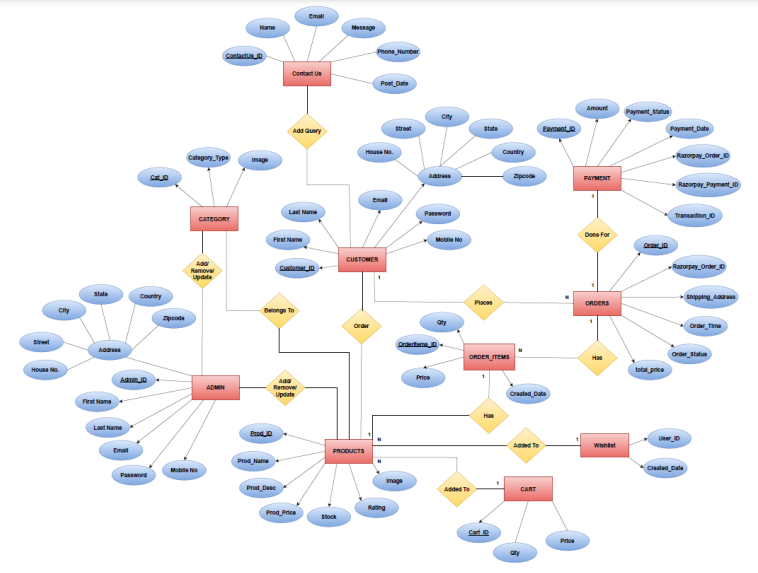 Email
Name
Message
ContactUs_ID
Phone_Number
Contact Us
Post_Date
Add Query
City
Street
State
House No.
Country
Address
Zipcode
Amount
Payment_ID
Payment_Status
Payment_Date
Razorpay_Order_ID
PAYMENT
Razorpay_Payment_ID
1
Transaction_ID
Done For
1
Category_Type
Image
Cat_ID
CATEGORY
Add/
Remove/
Update
Email
Last Name
Password
First Name
Mobile No
CUSTOMER
Customer_ID
1
Order_ID
Razorpay_Order_ID
Places
N
ORDERS
Shipping_Address
1
Order_Time
Order_Status
total_price
Has
State
Country
City
Zipcode
Street
Address
House No.
Belongs To
Order
Qty
OrderItems_ID
ORDER_ITEMS
N
Price
1
Created_Date
Has
Admin_ID
ADMIN
Add/
Remove/
Update
First Name
Last Name
Email
Password
Mobile No
Prod_ID
1
N
PRODUCTS
N
Prod_Name
Prod_Desc
Prod_Price
Stock
Rating
Image
Added To
1
Wishlist
User_ID
Created_Date
Added To
1
CART
Cart_ID
Qty
Price